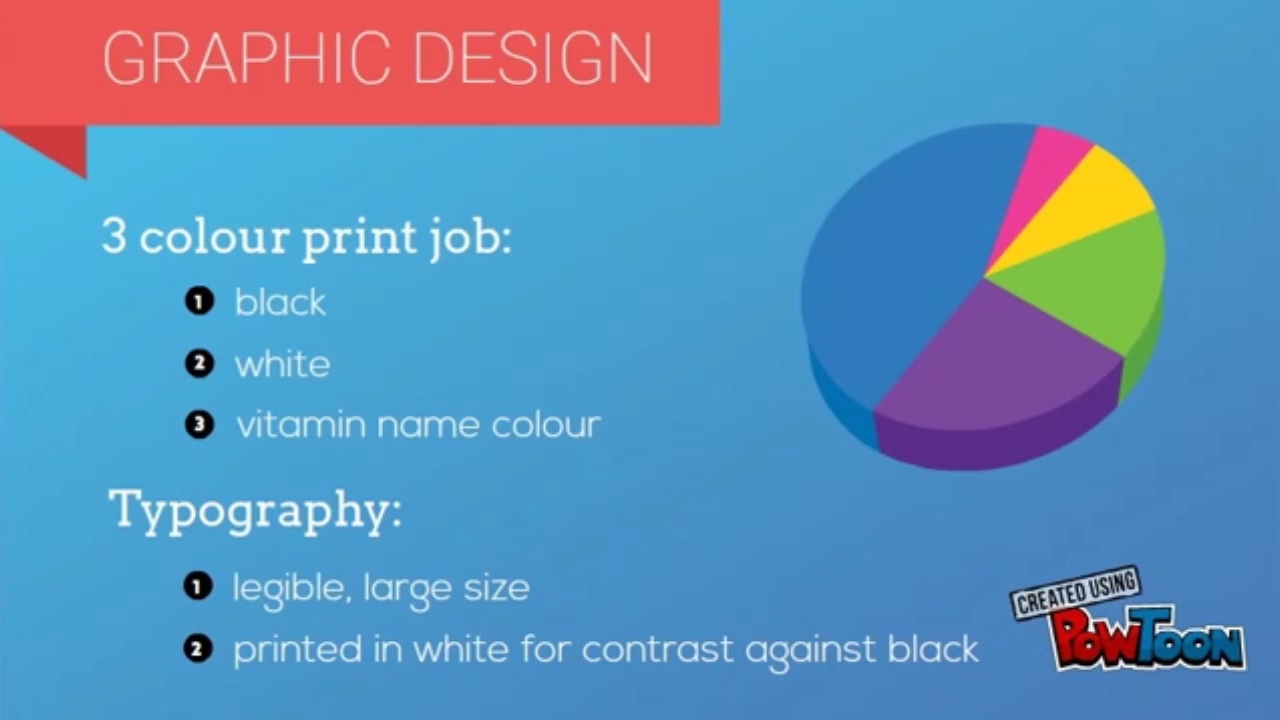 GRAPHIC DESIGN
3 colour print job:
1 black
2 white
3 vitamin name colour
Typography:
1 legible, large size
2 printed in white for contrast against black
CREATED USING
POWTOON